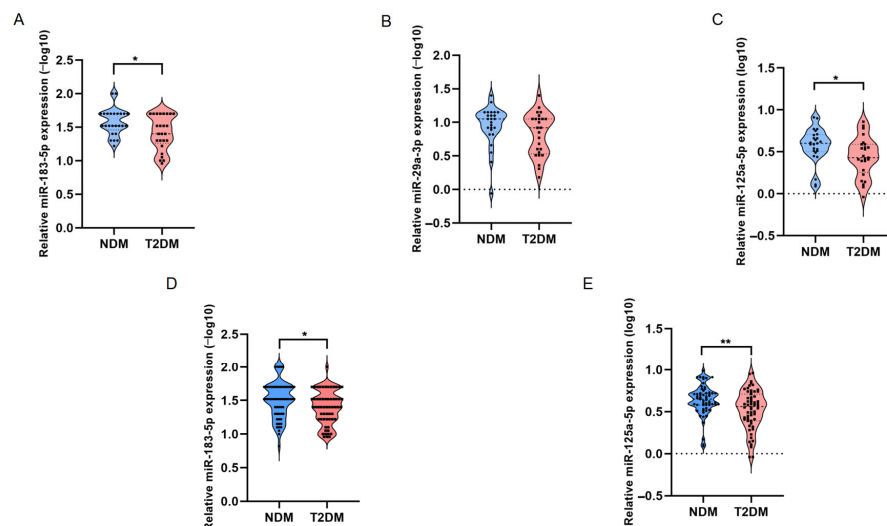 A
Relative miR-183-5p expression (−log10)
2.5
2.0
1.5
1.0
0.5
0.0
*
NDM T2DM
B
Relative miR-29a-3p expression (−log10)
2.0
1.5
1.0
0.5
0.0
−0.5
NDM T2DM
C
Relative miR-125a-5p expression (log10)
1.5
1.0
0.5
0.0
−0.5
*
NDM T2DM
D
Relative miR-183-5p expression (−log10)
2.5
2.0
1.5
1.0
0.5
0.0
*
NDM T2DM
E
Relative miR-125a-5p expression (log10)
1.5
1.0
0.5
0.0
−0.5
**
NDM T2DM